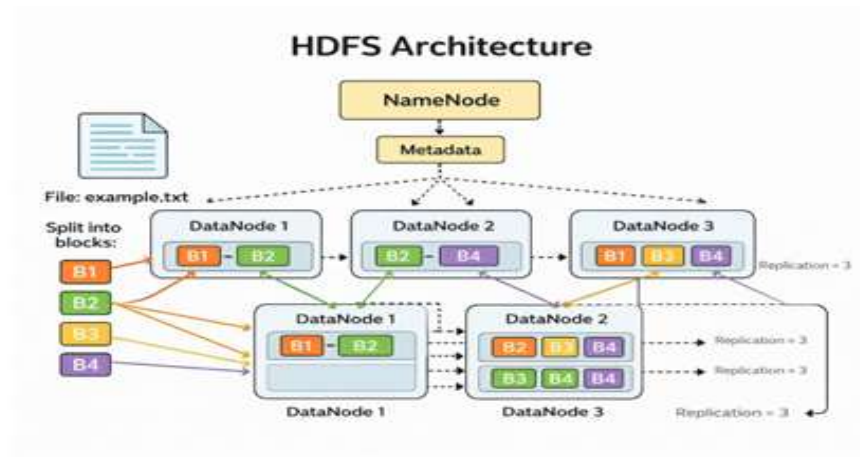 HDFS Architecture
NameNode
Metadata
File: example.txt
Split into
blocks:
B1
B2
B3
B4
DataNode 1
B1 - B2
DataNode 2
B2 - B4
DataNode 3
B1 B3 B4
Replication = 3
DataNode 1
B1 - B2
DataNode 1
DataNode 2
B2 B3 B4
B3 B4 B4
DataNode 3
Replication = 3
Replication = 3
Replication = 3